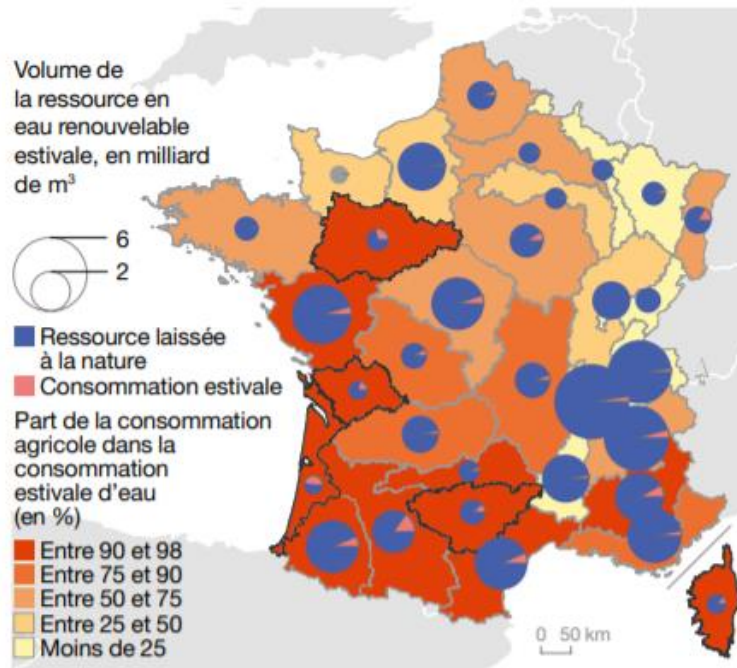 Volume de
la ressource en
eau renouvelable
estivale, en milliard
de m³
6
2
Ressource laissée
à la nature
Consommation estivale
Part de la consommation
agricole dans la
consommation
estivale d'eau
(en %)
Entre 90 et 98
Entre 75 et 90
Entre 50 et 75
Entre 25 et 50
Moins de 25
0 50 km